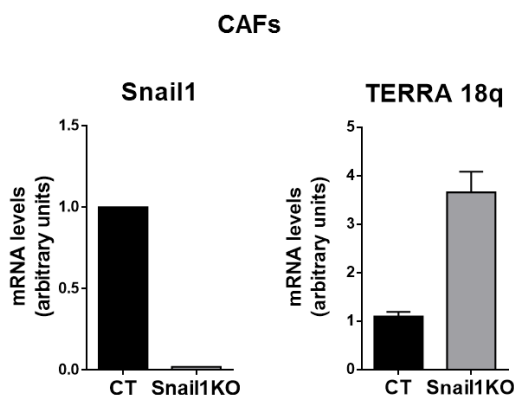 CAFs
Snail1
mRNA levels
(arbitrary units)
1.5
1.0
0.5
0.0
CT Snail1KO
TERRA 18q
mRNA levels
(arbitrary units)
5
4
3
2
1
0
CT Snail1KO